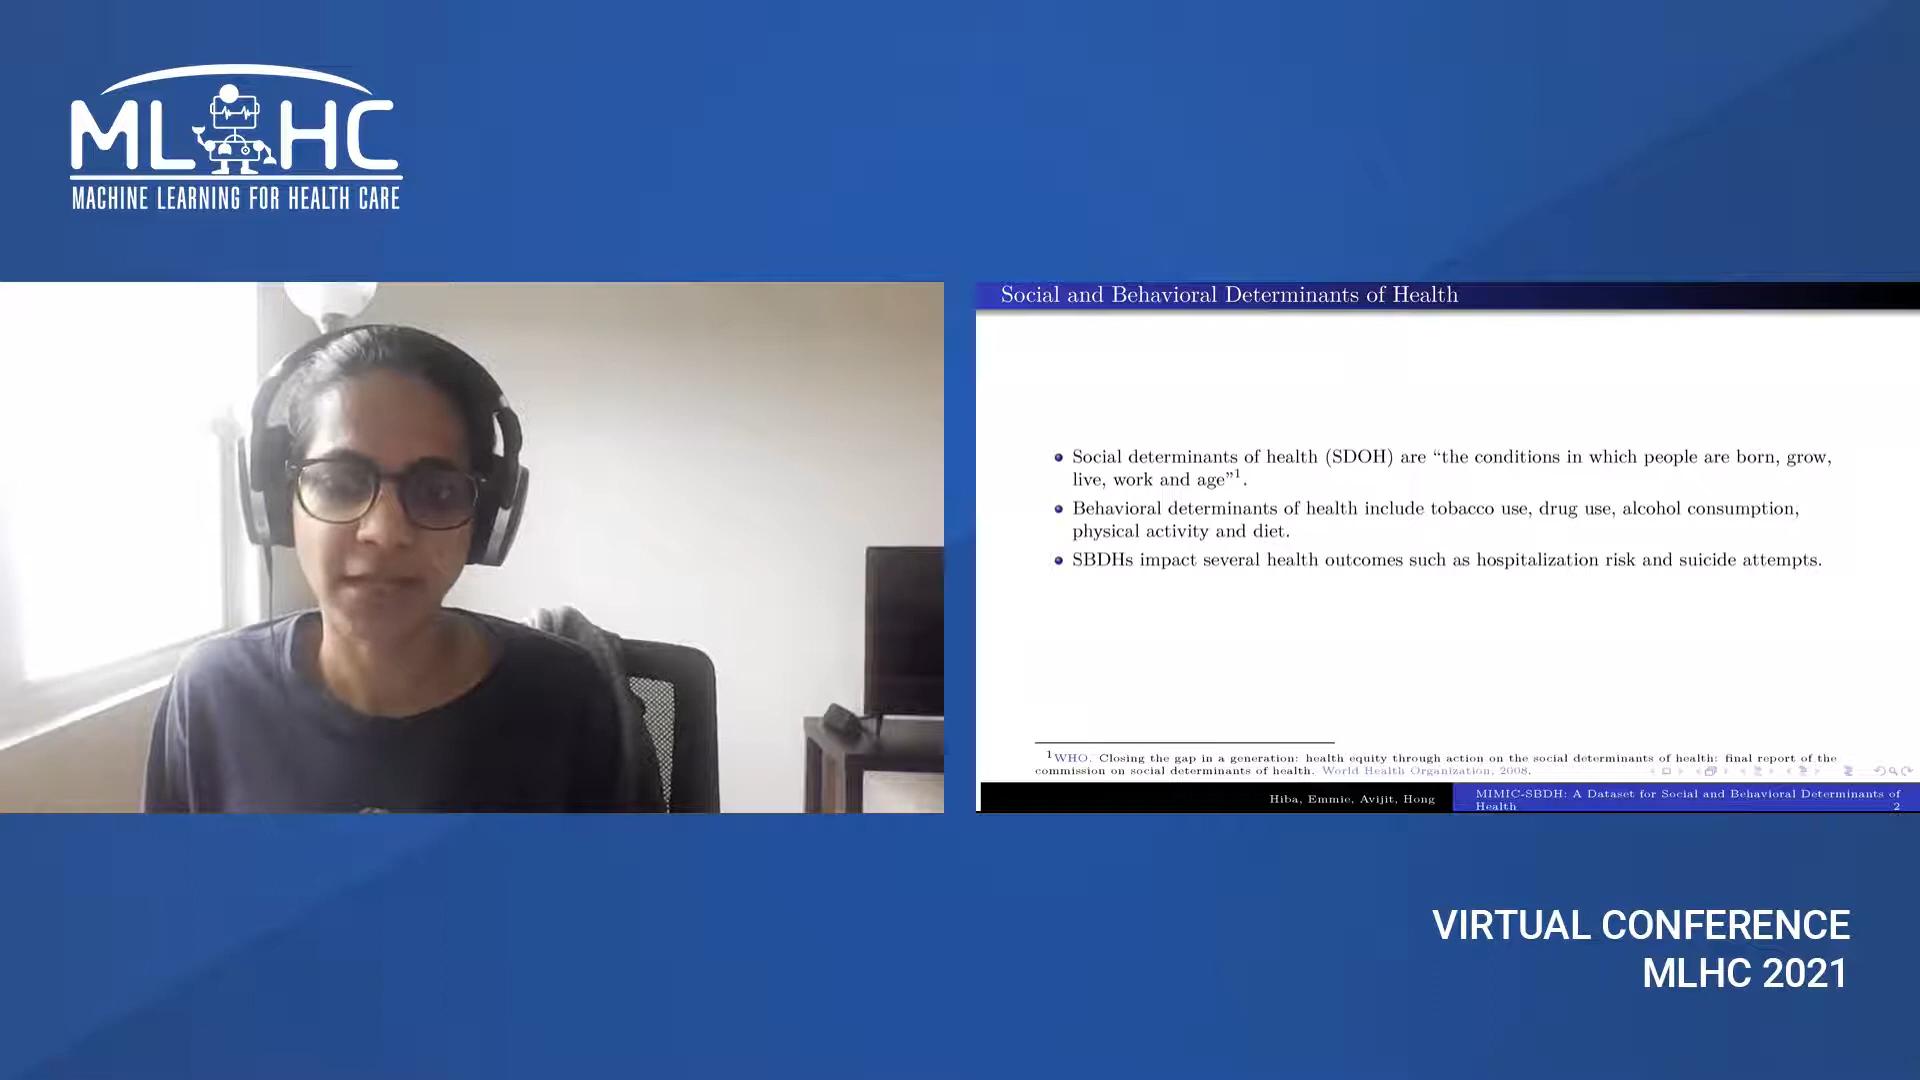 ML HC
MACHINE LEARNING FOR HEALTH CARE
Social and Behavioral Determinants of Health
Social determinants of health (SDOH) are “the conditions in which people are born, grow,
live, work and age”1.
Behavioral determinants of health include tobacco use, drug use, alcohol consumption,
physical activity and diet.
SBDHs impact several health outcomes such as hospitalization risk and suicide attempts.
1WHO. Closing the gap in a generation: health equity through action on the social determinants of health: final report of the
commission on social determinants of health. World Health Organization, 2008.
Hiba, Emmie, Avijit, Hong
MIMIC-SBDH: A Dataset for Social and Behavioral Determinants of
Health
2
VIRTUAL CONFERENCE
MLHC 2021